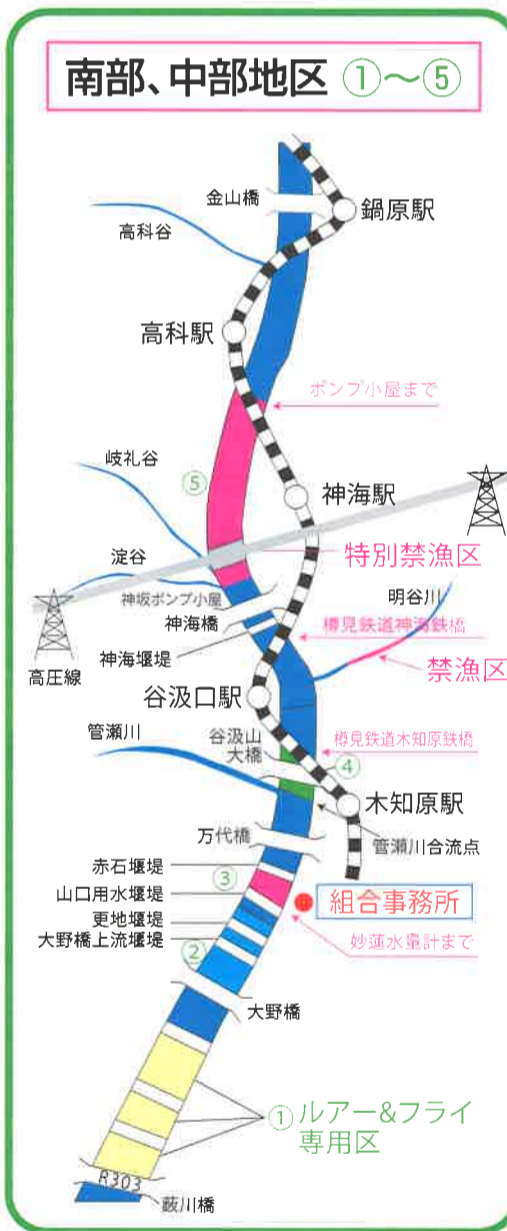 南部、中部地区 ①〜⑤
金山橋
鍋原駅
高科谷
高科駅
ポンプ小屋まで
岐礼谷
⑤
神海駅
特別禁漁区
淀谷
神坂ポンプ小屋
明谷川
神海橋
樽見鉄道神海鉄橋
神海堰堤
高圧線
禁漁区
谷汲口駅
管瀬川
谷汲山
大橋
樽見鉄道木知原鉄橋
④
木知原駅
万代橋
管瀬川合流点
赤石堰堤
③
山口用水堰堤
組合事務所
更地堰堤
大野橋上流堰堤
妙蓮水量計まで
②
大野橋
① ルアー&フライ
専用区
R303
藪川橋